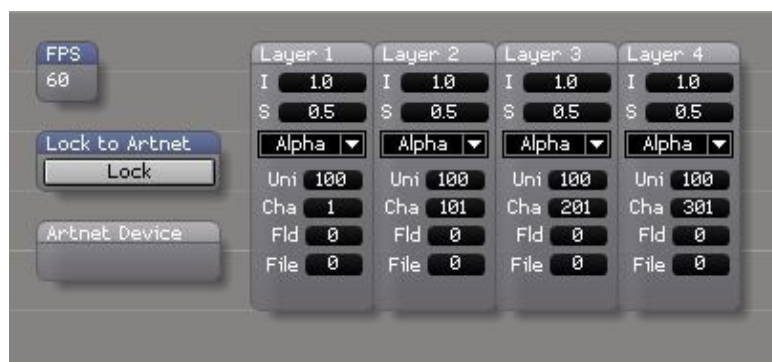 FPS
60
Lock to Artnet
Lock
Artnet Device
Layer 1 Layer 2 Layer 3 Layer 4
I 1.0 I 1.0 I 1.0 I 1.0
S 0.5 S 0.5 S 0.5 S 0.5
Alpha Alpha Alpha Alpha
Uni 100 Uni 100 Uni 100 Uni 100
Cha 1 Cha 101 Cha 201 Cha 301
Fld 0 Fld 0 Fld 0 Fld 0
File 0 File 0 File 0 File 0